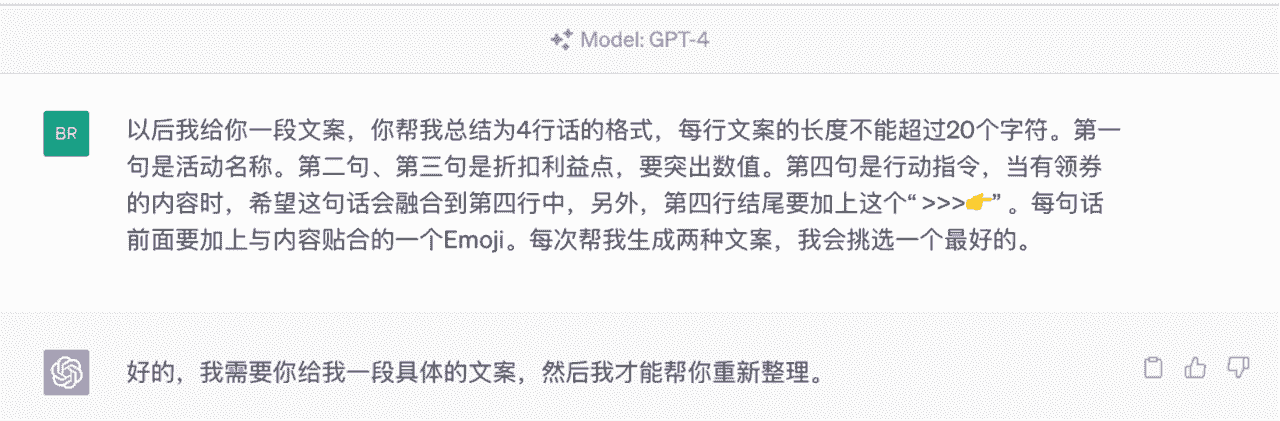 Model: GPT-4
BR
以后我给你一段文案，你帮我总结为4行话的格式，每行文案的长度不能超过20个字符。第一
句是活动名称。第二句、第三句是折扣利益点，要突出数值。第四句是行动指令，当有领券
的内容时，希望这句话会融合到第四行中，另外，第四行结尾要加上这个“ >>>👉” 。每句话
前面要加上与内容贴合的一个Emoji。每次帮我生成两种文案，我会挑选一个最好的。
好的，我需要你给我一段具体的文案，然后我才能帮你重新整理。